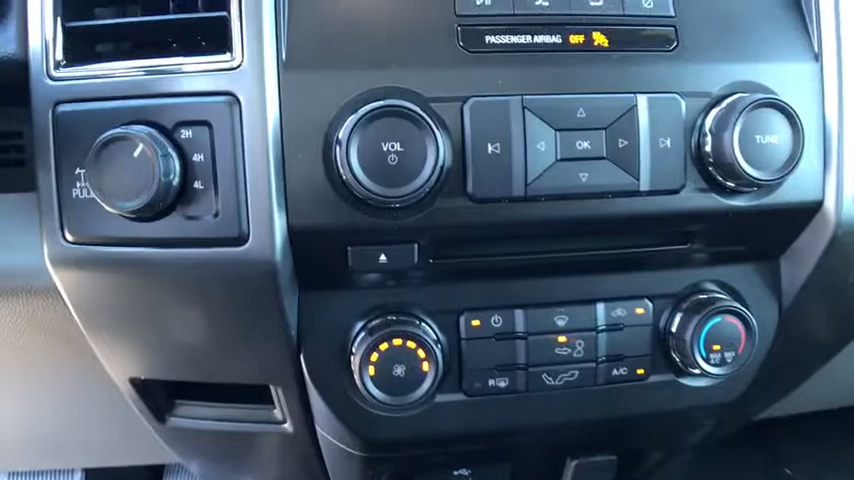 PASSENGER AIRBAG OFF
2H
4H
4L
PULL
VOL
OK
TUNE
R
A/C
MAX A/C
MAX